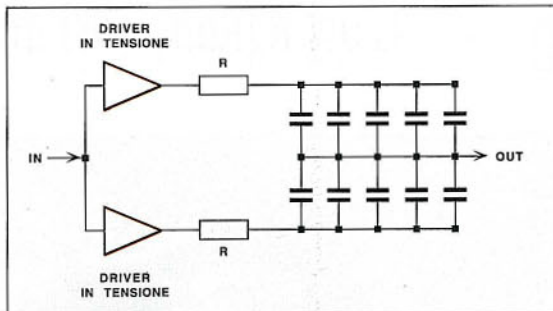 DRIVER
IN TENSIONE
R
IN
OUT
R
DRIVER
IN TENSIONE